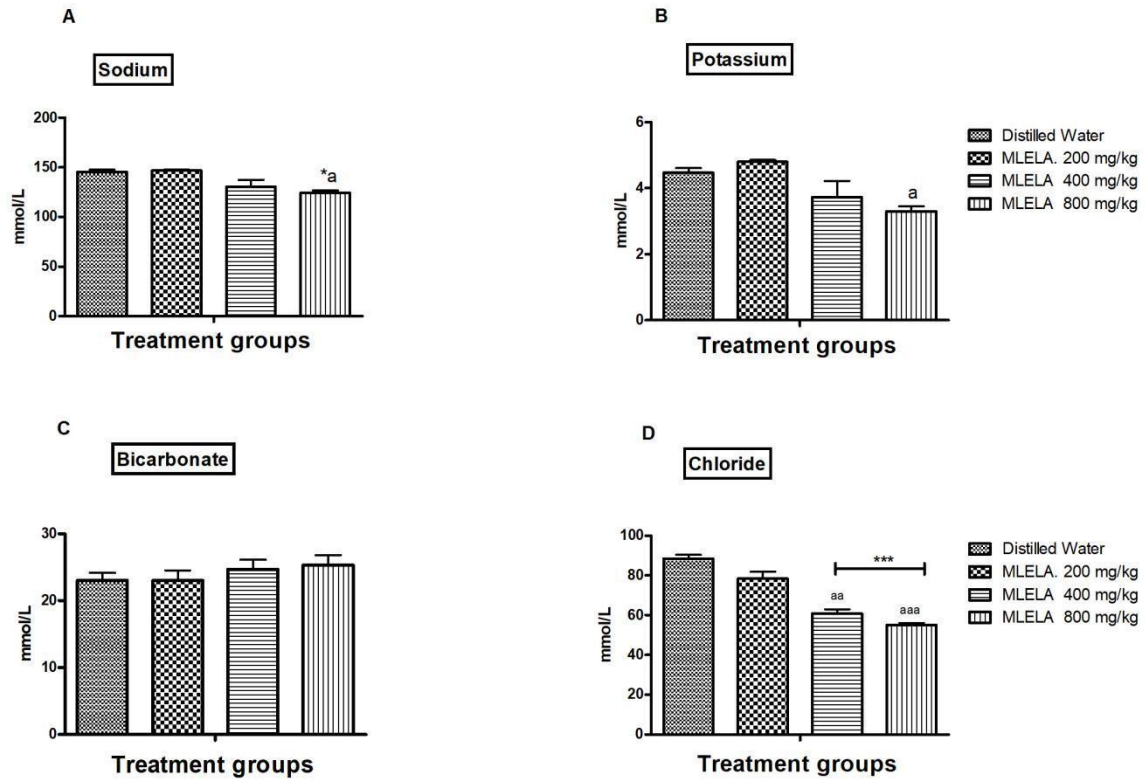 A
Sodium
200
150
100
50
0
mmol/L
*a
Treatment groups
B
Potassium
6
4
2
0
mmol/L
a
Treatment groups
Distilled Water
MLELA. 200 mg/kg
MLELA 400 mg/kg
MLELA 800 mg/kg
C
Bicarbonate
30
20
10
0
mmol/L
Treatment groups
D
Chloride
100
80
60
40
20
0
mmol/L
***
aa
aaa
Treatment groups
Distilled Water
MLELA. 200 mg/kg
MLELA 400 mg/kg
MLELA 800 mg/kg